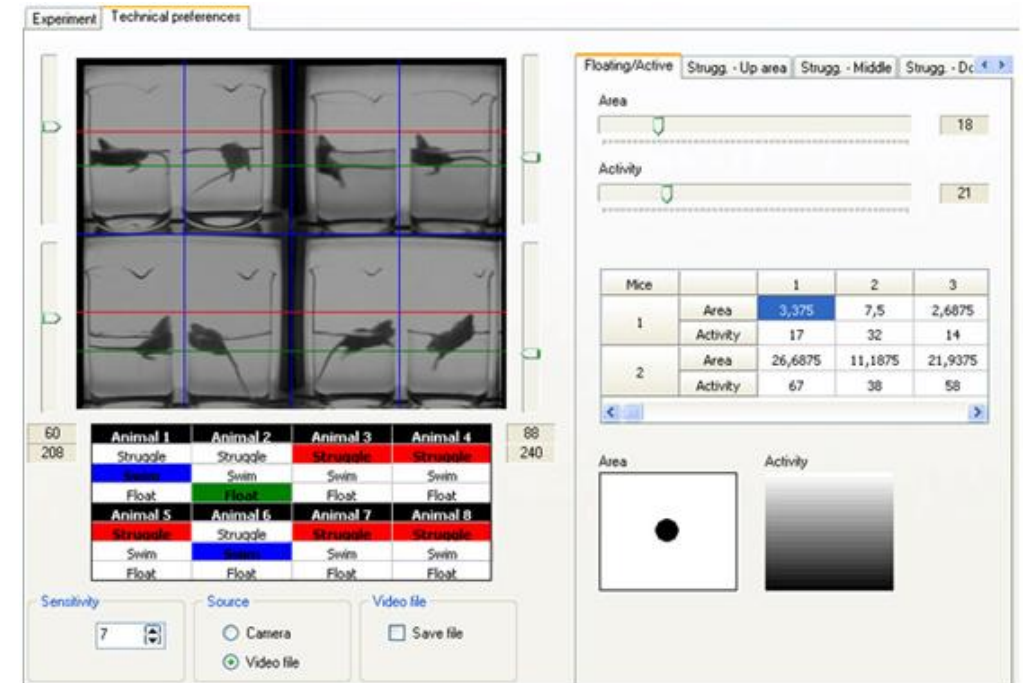 Experiment Technical preferences
Floating/Active Strugg. - Up area Strugg. - Middle Strugg. - Dc
Area
18
Activity
21
Mice 1 2 3
1 Area 3,375 7,5 2,6875
Activity 17 32 14
2 Area 26,6875 11,1875 21,9375
Activity 67 38 58
60
208
88
240
Animal 1 Animal 2 Animal 3 Animal 4
Struggle Struggle Struggle Struggle
Swim Swim Swim Swim
Float Float Float Float
Animal 5 Animal 6 Animal 7 Animal 8
Struggle Struggle Struggle Struggle
Swim Swim Swim Swim
Float Float Float Float
Area Activity
Sensitivity
7
Source
Camera
Video file
Video file
Save file